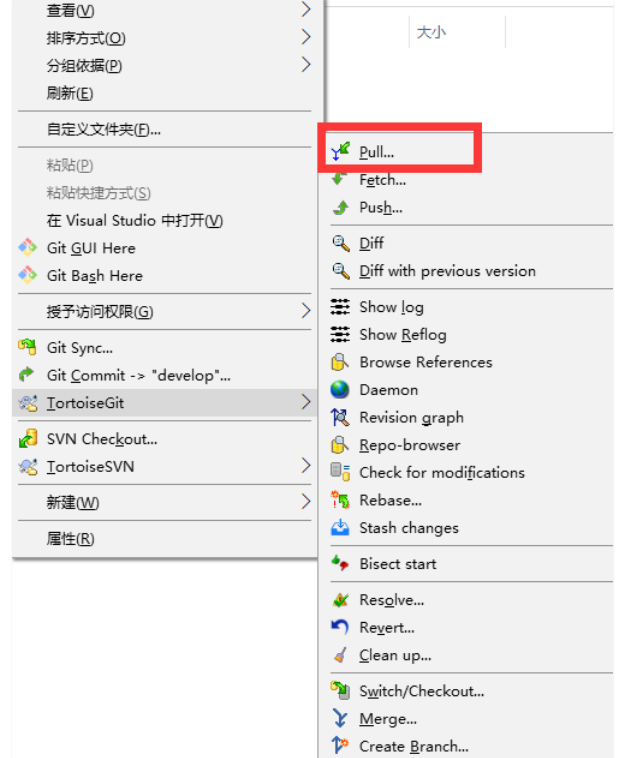 查看(V)
排序方式(O)
大小
分组依据(P)
刷新(E)
自定义文件夹(F)...
粘贴(P)
粘贴快捷方式(S)
在 Visual Studio 中打开(V)
Git GUI Here
Git Bash Here
授予访问权限(G)
Git Sync...
Git Commit -> "develop"...
TortoiseGit
SVN Checkout...
TortoiseSVN
新建(W)
属性(R)
Pull...
Fetch...
Push...
Diff
Diff with previous version
Show log
Show Reflog
Browse References
Daemon
Revision graph
Repo-browser
Check for modifications
Rebase...
Stash changes
Bisect start
Resolve...
Revert...
Clean up...
Switch/Checkout...
Merge...
Create Branch...